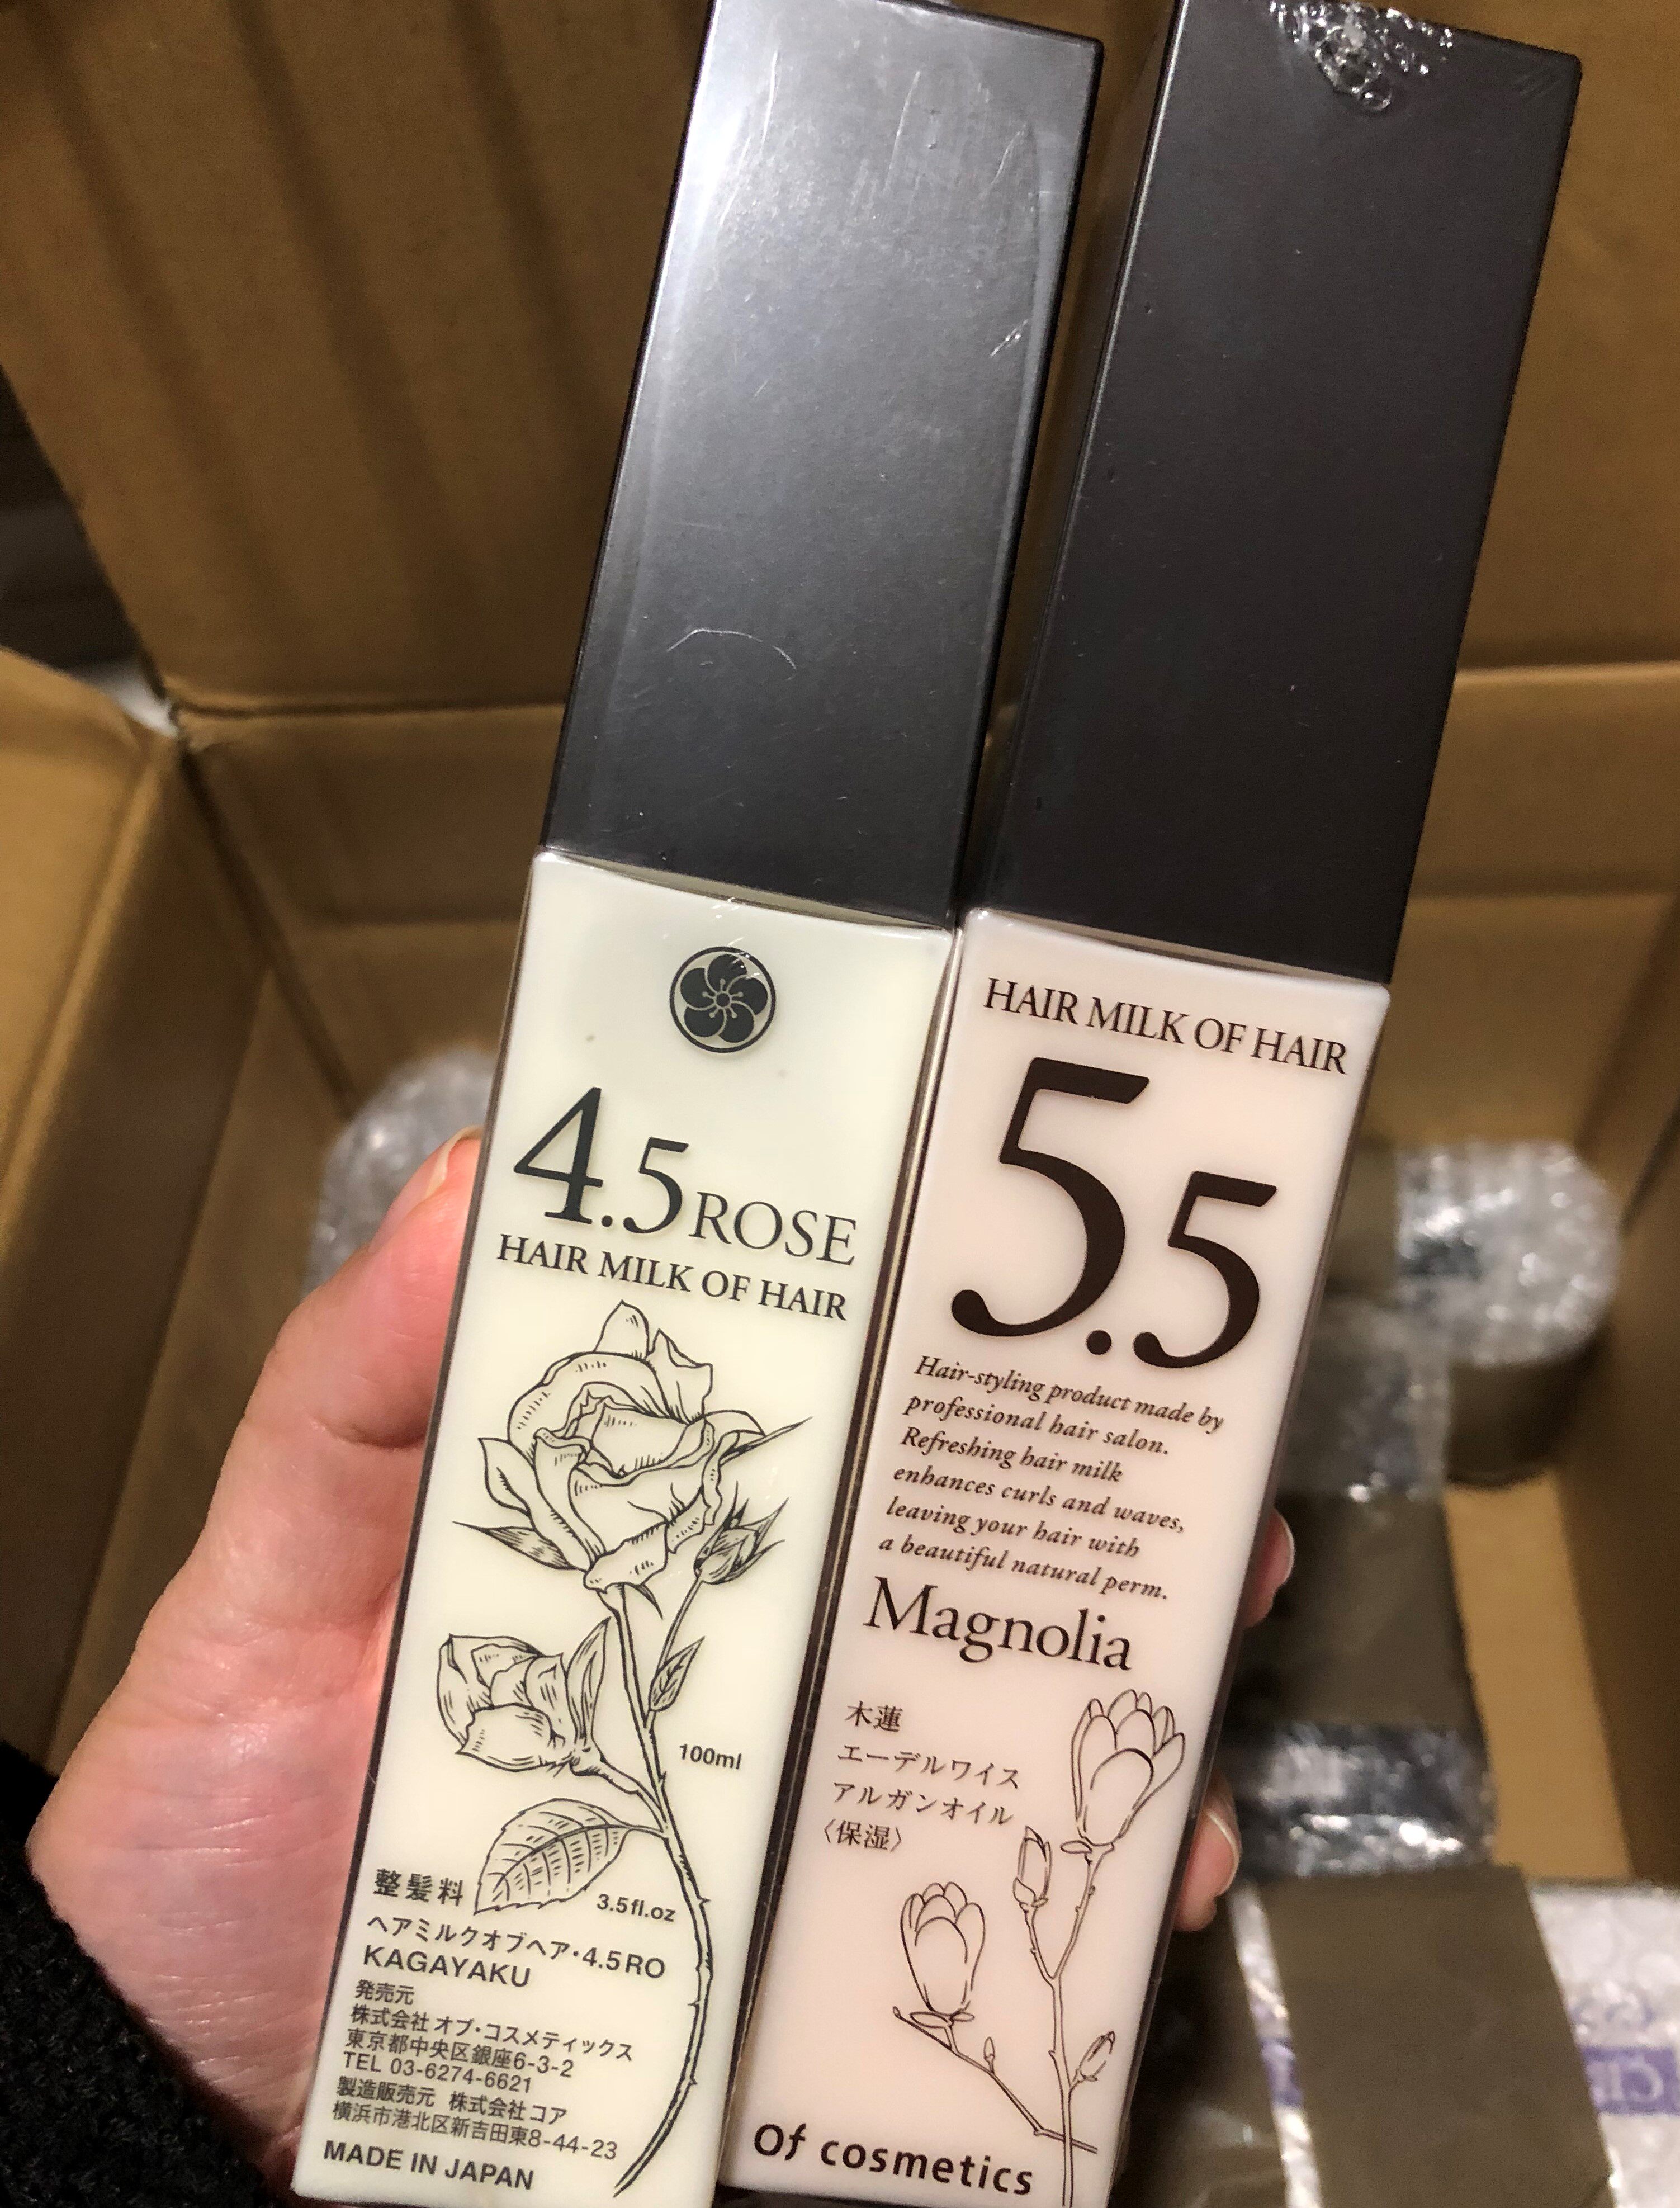 4.5 ROSE
HAIR MILK OF HAIR
100ml
整髪料
3.5fl.oz
ヘアミルクオブヘア・4.5RO
KAGAYAKU
発売元
株式会社 オブ・コスメティックス
東京都中央区銀座6-3-2
TEL 03-6274-6621
製造販売元 株式会社コア
横浜市港北区新吉田東8-44-23
MADE IN JAPAN
HAIR MILK OF HAIR
5.5
Hair-styling product made by
professional hair salon.
Refreshing hair milk
enhances curls and waves,
leaving your hair with
a beautiful natural perm.
Magnolia
木蓮
エーデルワイス
アルガンオイル
〈保湿〉
Of cosmetics